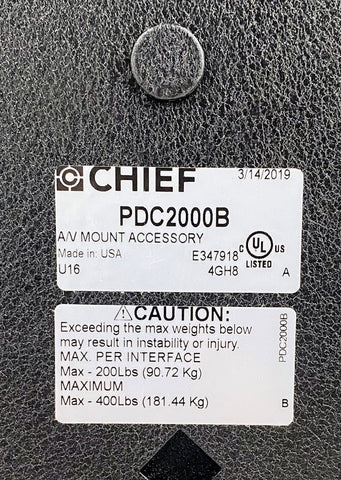 CHIEF 3/14/2019
PDC2000B
A/V MOUNT ACCESSORY
Made in: USA E347918 C UL US
U16 4GH8 LISTED A
⚠CAUTION:
Exceeding the max weights below
may result in instability or injury.
MAX. PER INTERFACE
Max - 200Lbs (90.72 Kg)
MAXIMUM
Max - 400Lbs (181.44 Kg)
PDC2000B
B